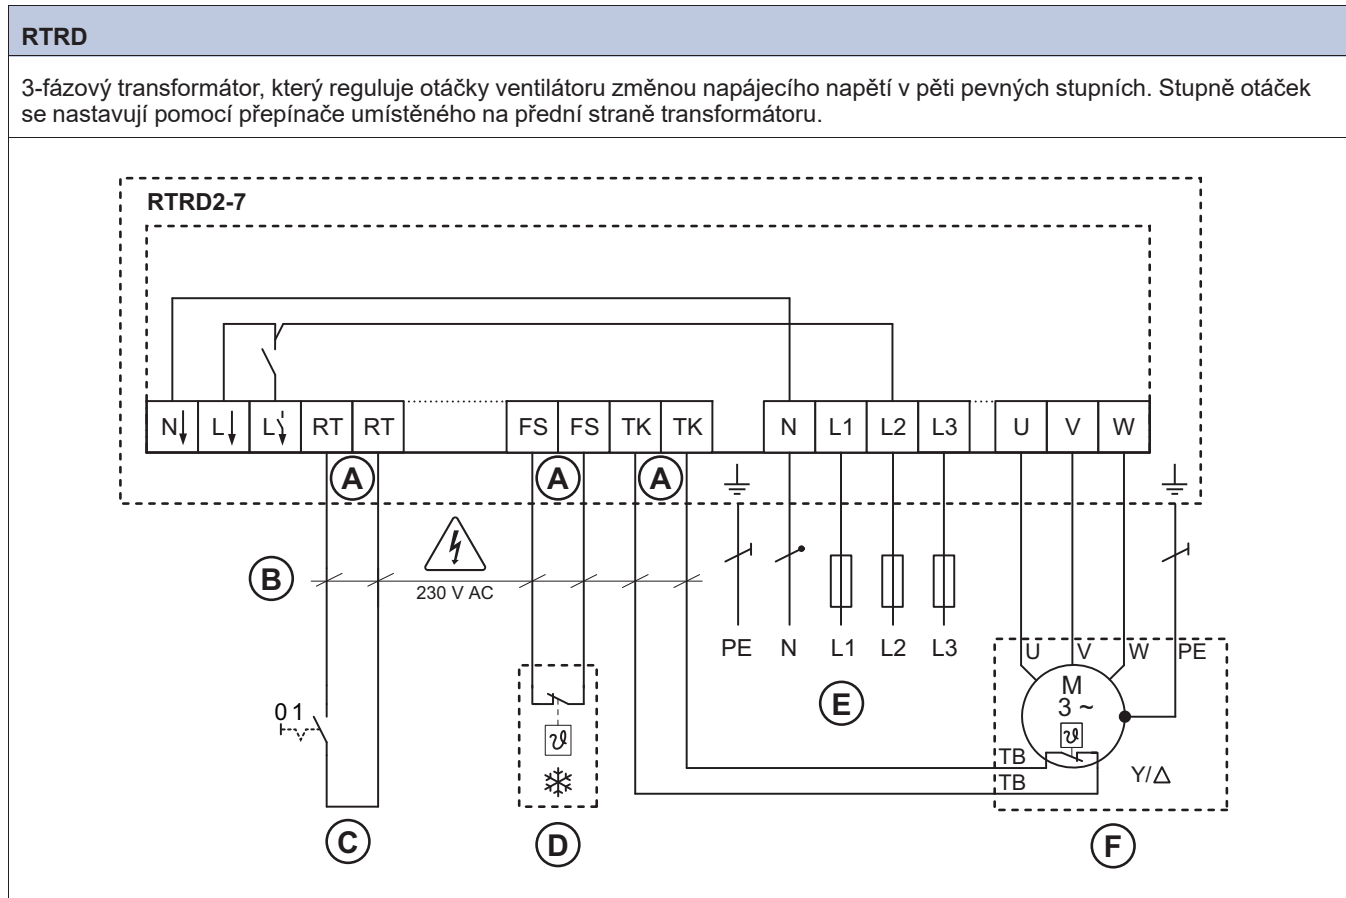 RTRD
3-fázový transformátor, který reguluje otáčky ventilátoru změnou napájecího napětí v pěti pevných stupních. Stupně otáček
se nastavují pomocí přepínače umístěného na přední straně transformátoru.
RTRD2-7
N L L RT RT FS FS TK TK N L1 L2 L3 U V W
A A A
B 230 V AC
PE N L1 L2 L3 U V W PE
E
M
3 ~
0 1
ϑ ϑ
TB
TB Y/Δ
C D F